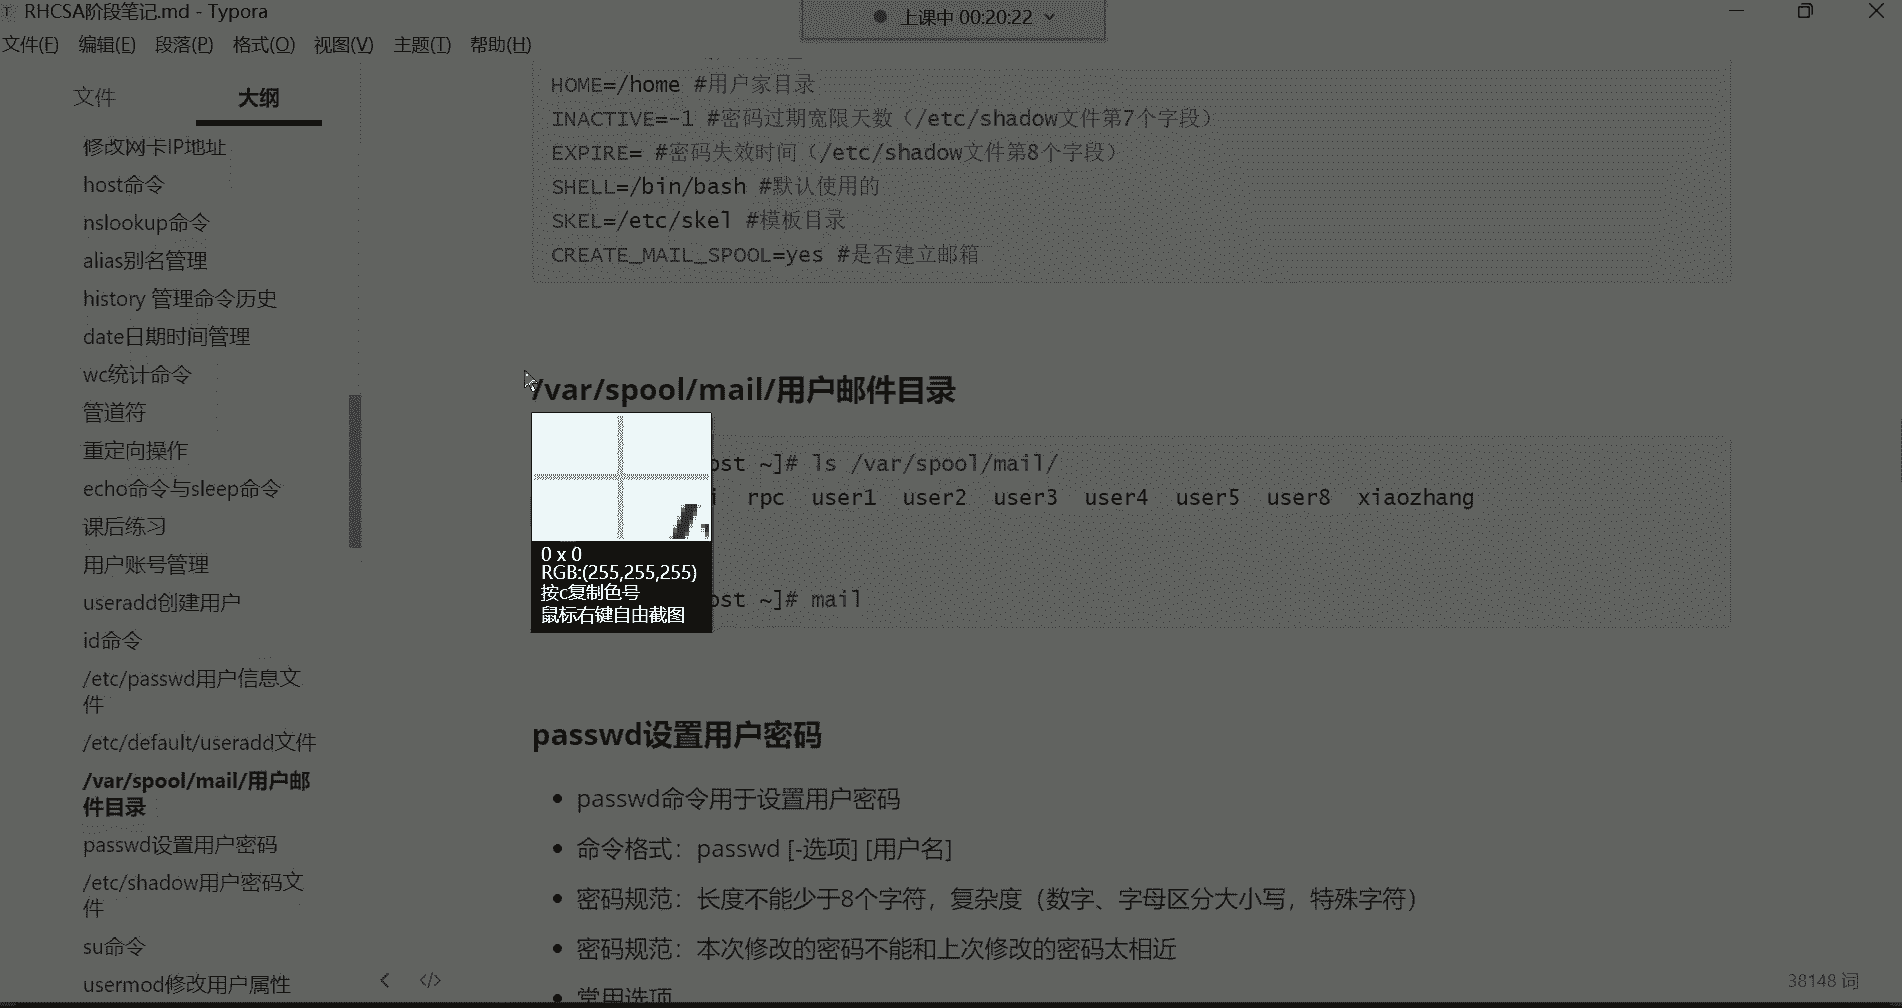 RHCSA阶段笔记.md - Typora
上课中 00:20:22
文件(F) 编辑(E) 段落(P) 格式(O) 视图(V) 主题(T) 帮助(H)
文件 大纲
修改网卡IP地址
host命令
nslookup命令
alias别名管理
history 管理命令历史
date日期时间管理
wc统计命令
管道符
重定向操作
echo命令与sleep命令
课后练习
用户账号管理
useradd创建用户
id命令
/etc/passwd用户信息文
件
/etc/default/useradd文件
/var/spool/mail/用户邮
件目录
passwd设置用户密码
/etc/shadow用户密码文
件
su命令
usermod修改用户属性
HOME=/home #用户家目录
INACTIVE=-1 #密码过期宽限天数（/etc/shadow文件第7个字段）
EXPIRE= #密码失效时间（/etc/shadow文件第8个字段）
SHELL=/bin/bash #默认使用的
SKEL=/etc/skel #模板目录
CREATE_MAIL_SPOOL=yes #是否建立邮箱
/var/spool/mail/用户邮件目录
ost ~]# ls /var/spool/mail/
i rpc user1 user2 user3 user4 user5 user8 xiaozhang
ost ~]# mail
0 x 0
RGB:(255,255,255)
按c复制色号
鼠标右键自由截图
passwd设置用户密码
passwd命令用于设置用户密码
命令格式：passwd [-选项] [用户名]
密码规范：长度不能少于8个字符，复杂度（数字、字母区分大小写，特殊字符）
密码规范：本次修改的密码不能和上次修改的密码太相近
常用选项
38148 词